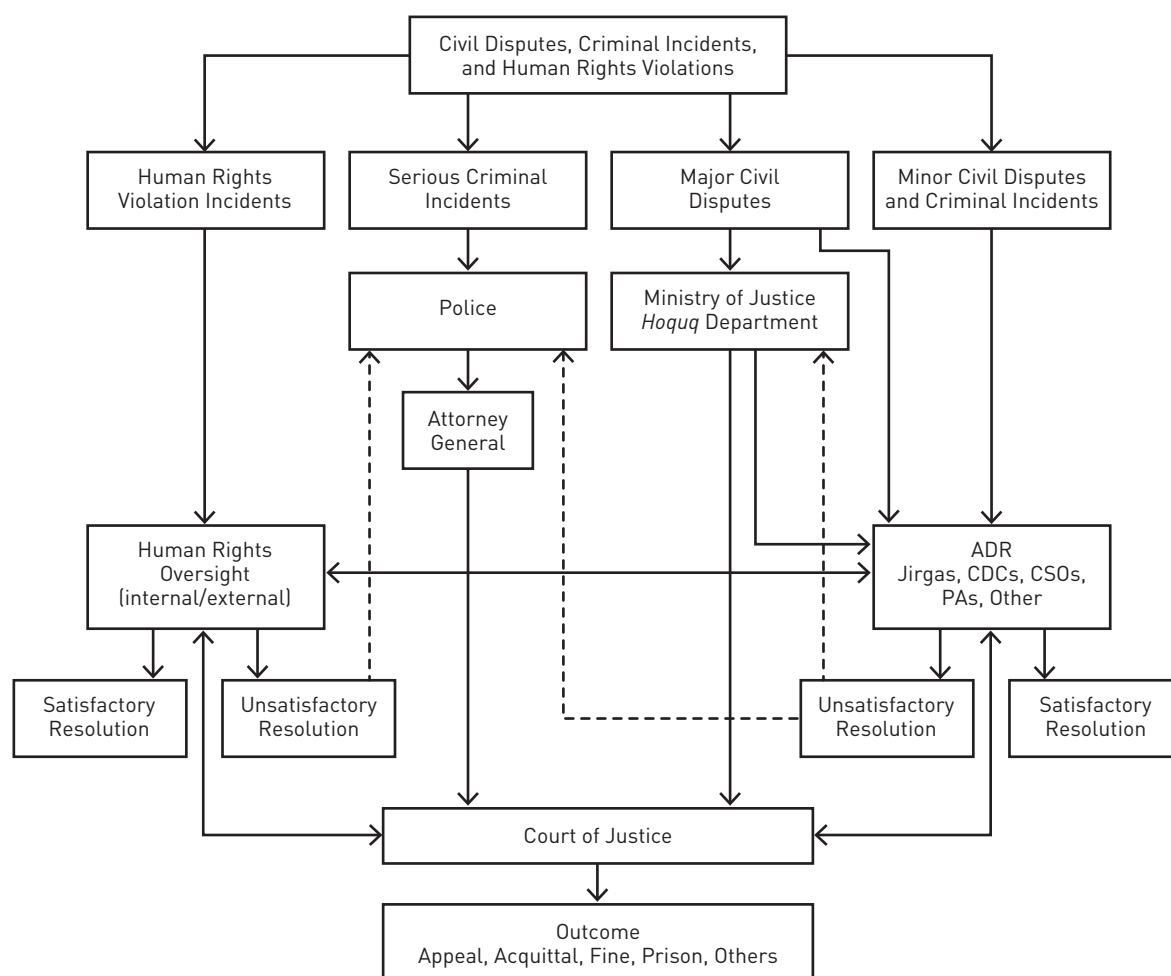 Civil Disputes, Criminal Incidents,
and Human Rights Violations
Human Rights
Violation Incidents
Serious Criminal
Incidents
Major Civil
Disputes
Minor Civil Disputes
and Criminal Incidents
Police
Ministry of Justice
Hoquq Department
Attorney
General
Human Rights
Oversight
(internal/external)
ADR
Jirgas, CDCs, CSOs,
PAs, Other
Satisfactory
Resolution
Unsatisfactory
Resolution
Unsatisfactory
Resolution
Satisfactory
Resolution
Court of Justice
Outcome
Appeal, Acquittal, Fine, Prison, Others